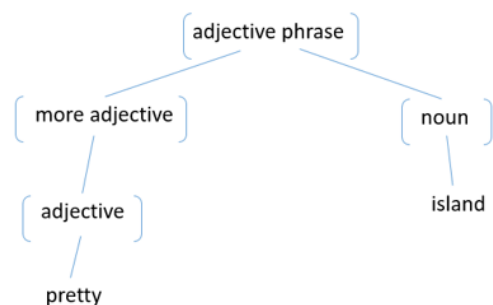 adjective phrase
more adjective
noun
adjective
island
pretty